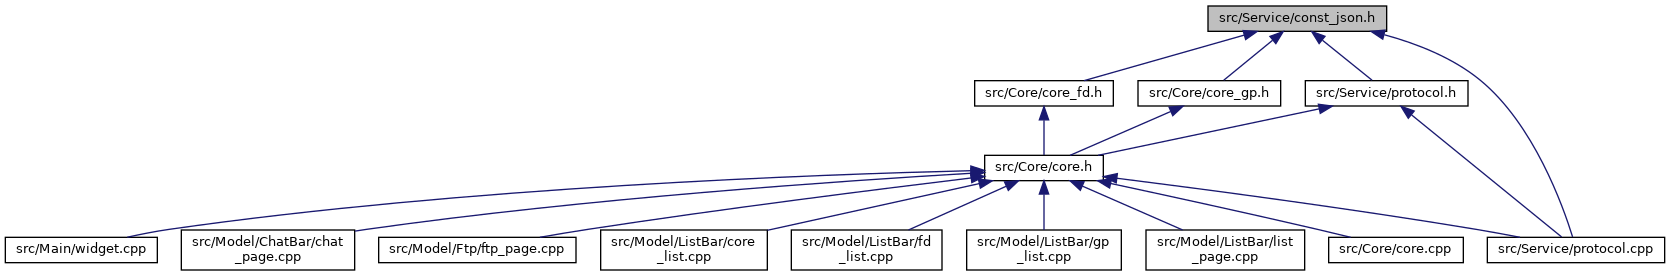 src/Service/const_json.h
src/Core/core_fd.h
src/Core/core_gp.h
src/Service/protocol.h
src/Core/core.h
src/Main/widget.cpp
src/Model/ChatBar/chat
_page.cpp
src/Model/Ftp/ftp_page.cpp
src/Model/ListBar/core
_list.cpp
src/Model/ListBar/fd
_list.cpp
src/Model/ListBar/gp
_list.cpp
src/Model/ListBar/list
_page.cpp
src/Core/core.cpp
src/Service/protocol.cpp